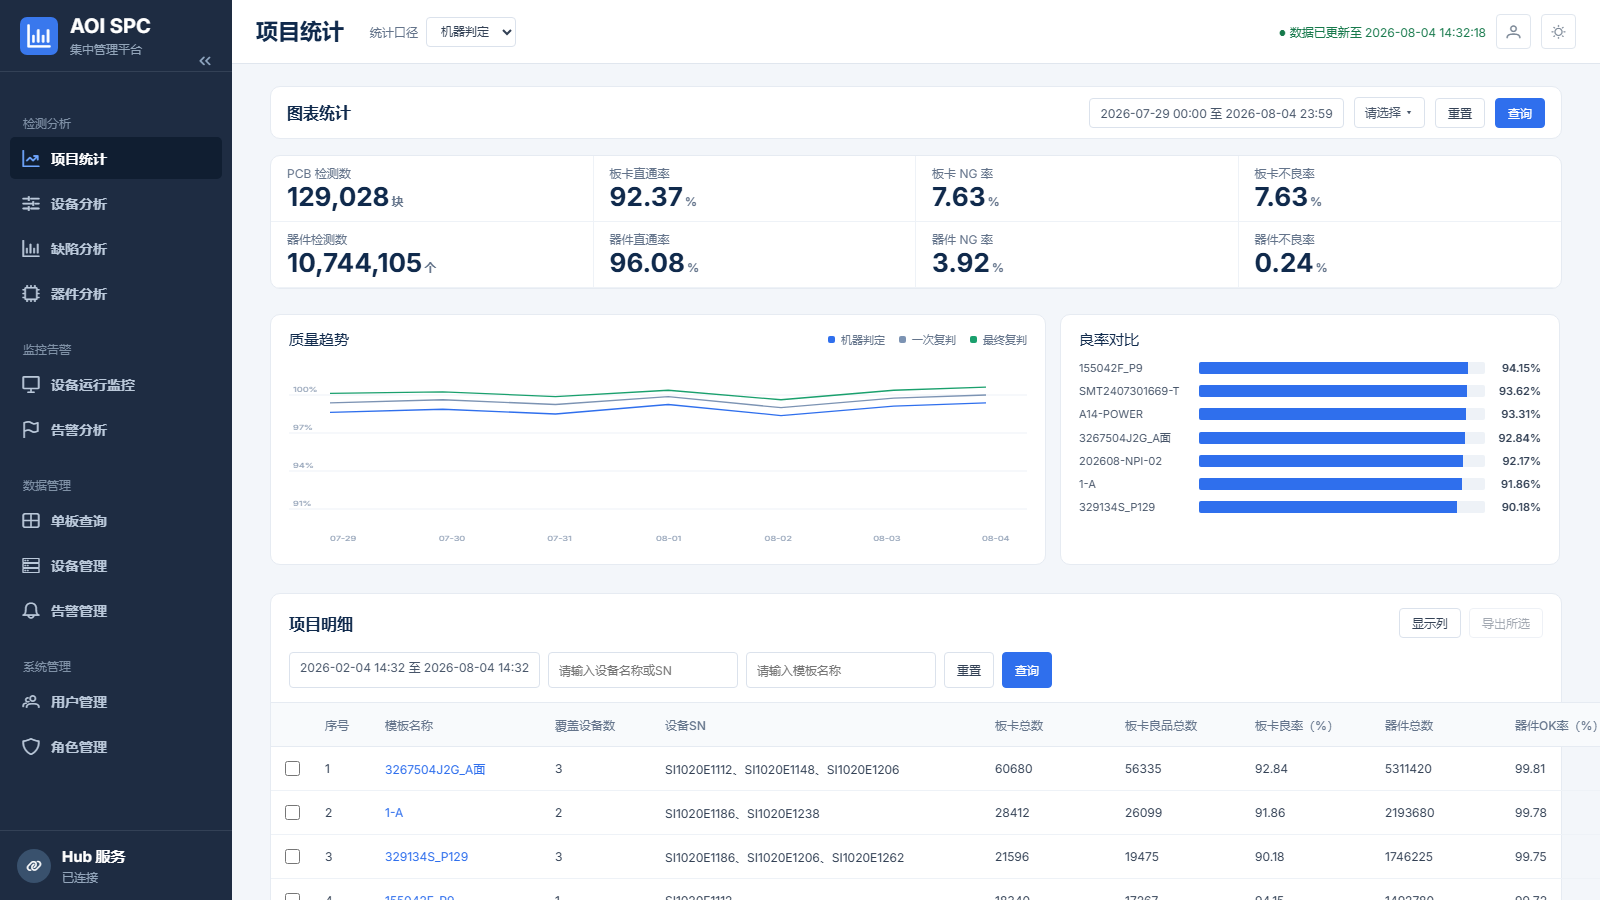 AOI SPC
集中管理平台
检测分析
项目统计
设备分析
缺陷分析
器件分析
监控告警
设备运行监控
告警分析
数据管理
单板查询
设备管理
告警管理
系统管理
用户管理
角色管理
Hub 服务
已连接
项目统计 统计口径 机器判定
数据已更新至 2026-08-04 14:32:18
图表统计 2026-07-29 00:00 至 2026-08-04 23:59 请选择 重置 查询
PCB 检测数 板卡直通率 板卡 NG 率 板卡不良率
129,028 块 92.37 % 7.63 % 7.63 %
器件检测数 器件直通率 器件 NG 率 器件不良率
10,744,105 个 96.08 % 3.92 % 0.24 %
质量趋势 机器判定 一次复判 最终复判
100%
97%
94%
91%
07-29 07-30 07-31 08-01 08-02 08-03 08-04
良率对比
155042F_P9 94.15%
SMT2407301669-T 93.62%
A14-POWER 93.31%
3267504J2G_A面 92.84%
202608-NPI-02 92.17%
1-A 91.86%
329134S_P129 90.18%
项目明细 显示列 导出所选
2026-02-04 14:32 至 2026-08-04 14:32 请输入设备名称或SN 请输入模板名称 重置 查询
序号 模板名称 覆盖设备数 设备SN 板卡总数 板卡良品总数 板卡良率（%） 器件总数 器件OK率（%）
1 3267504J2G_A面 3 SI1020E1112、SI1020E1148、SI1020E1206 60680 56335 92.84 5311420 99.81
2 1-A 2 SI1020E1186、SI1020E1238 28412 26099 91.86 2193680 99.78
3 329134S_P129 3 SI1020E1186、SI1020E1206、SI1020E1262 21596 19475 90.18 1746225 99.75
4 155042F_P9 1 SI1020E1112 18340 17267 94.15 1492780 99.72